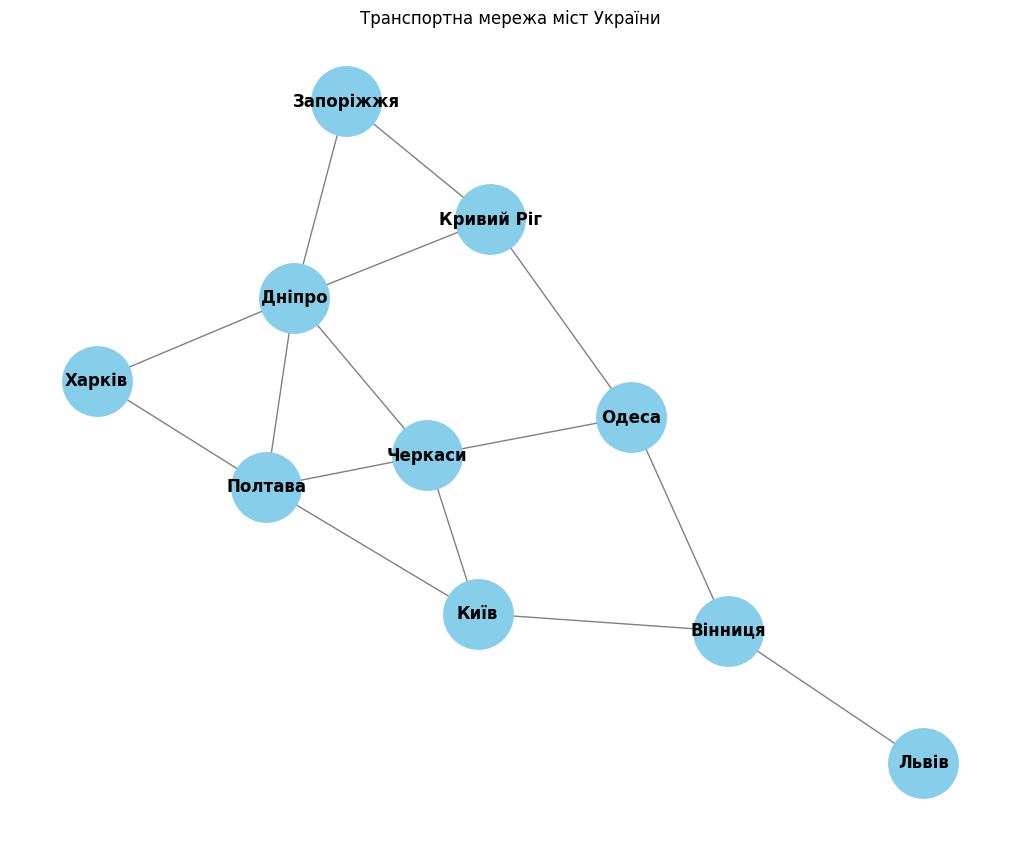 Транспортна мережа міст України
Запоріжжя
Кривий Ріг
Дніпро
Харків
Одеса
Черкаси
Полтава
Київ
Вінниця
Львів